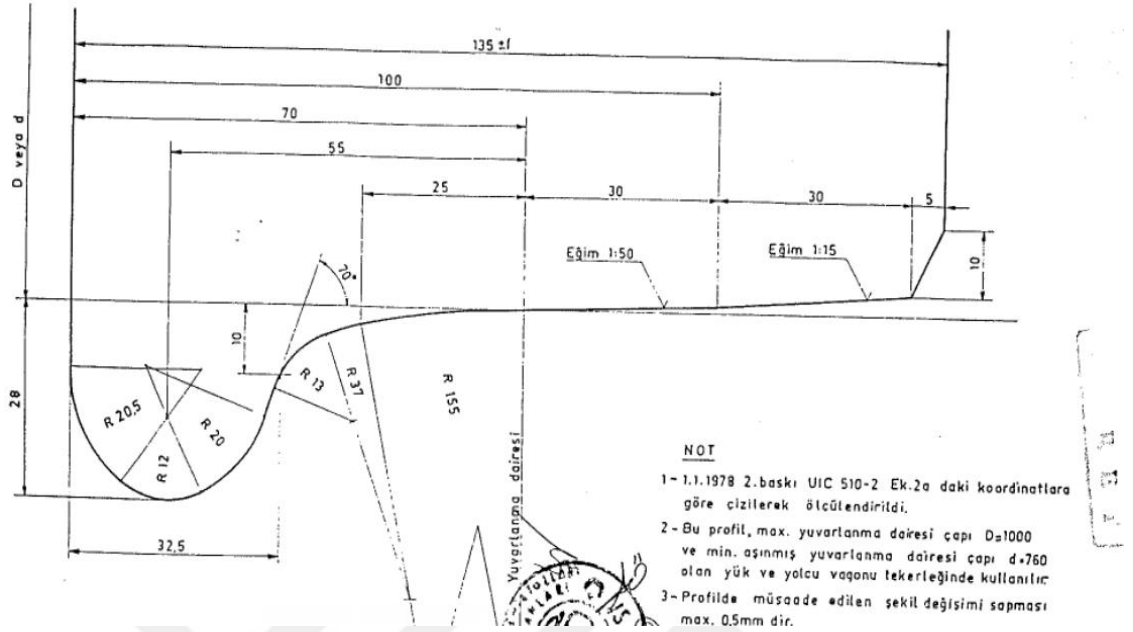 135 ±1
100
70
55
25
30
30
5
D veya d
Eğim 1:50
Eğim 1:15
10
70°
10
28
R 20,5
R 12
R 20
R 13
R 37
R 155
32,5
Yuvarlanma dairesi
NOT
1- 1.1.1978 2.baskı UIC 510-2 Ek.2a daki koordinatlara
göre çizilerek ölçülendirildi.
2- Bu profil, max. yuvarlanma dairesi çapı D=1000
ve min. aşınmış yuvarlanma dairesi çapı d=760
olan yük ve yolcu vagonu tekerleğinde kullanılır
3- Profilde müsaade edilen şekil değişimi sapması
max. 0,5mm dir.